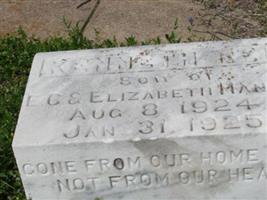 SON OF
E.C. & ELIZABETH
AUG 8 1924
JAN 31 1925
GONE FROM OUR HOME
NOT FROM OUR